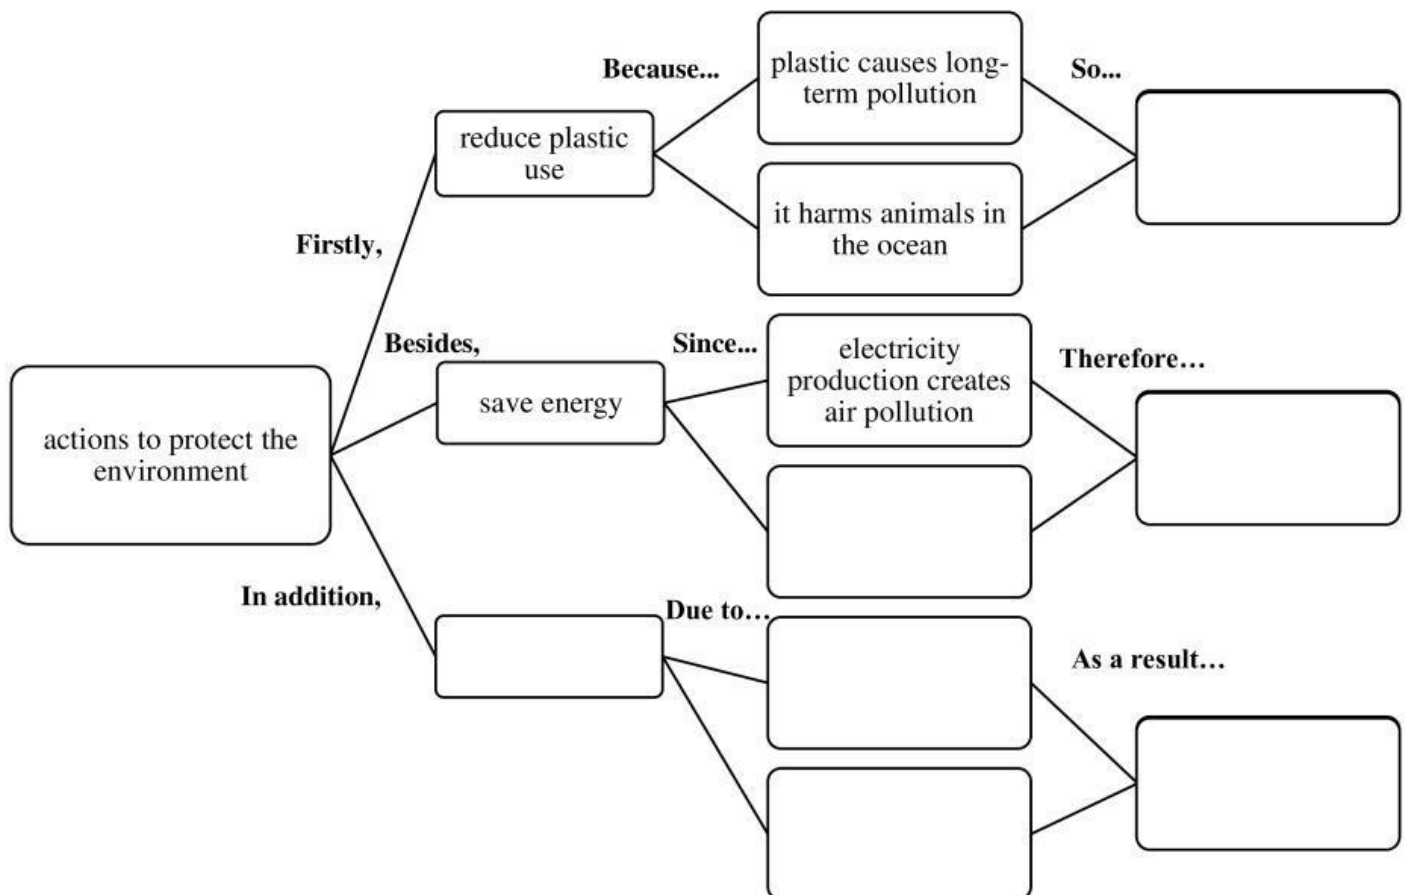 Because...
plastic causes long-
term pollution
So...
reduce plastic
use
it harms animals in
the ocean
Firstly,
Besides,
Since...
electricity
production creates
air pollution
Therefore…
save energy
actions to protect the
environment
In addition,
Due to…
As a result…